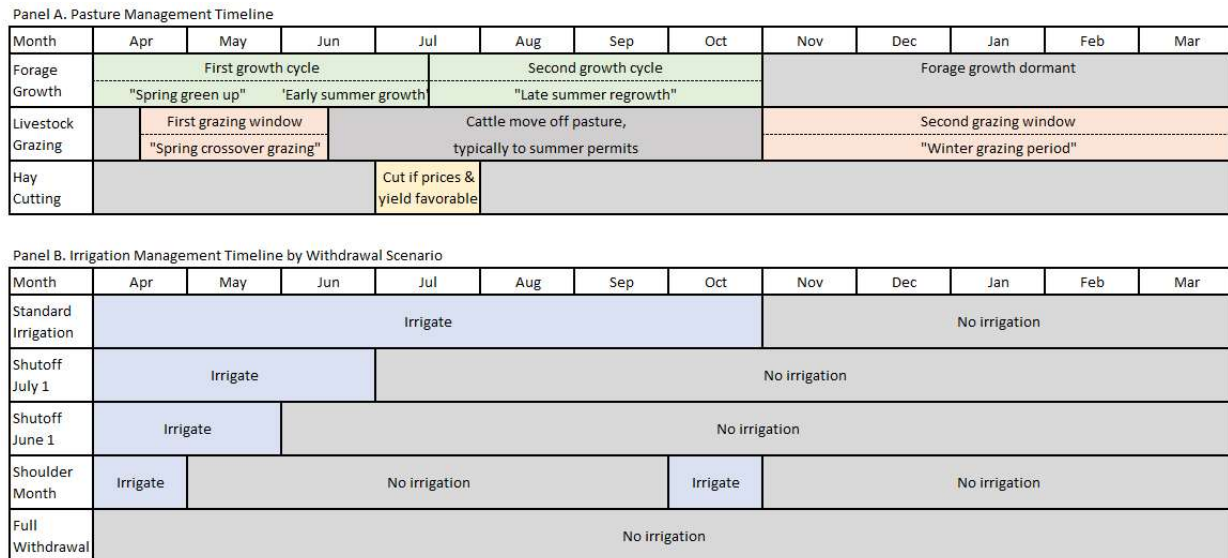 Panel A. Pasture Management Timeline
Month Apr May Jun Jul Aug Sep Oct Nov Dec Jan Feb Mar
Forage Growth
First growth cycle Second growth cycle Forage growth dormant
"Spring green up" 'Early summer growth' "Late summer regrowth"
Livestock Grazing
First grazing window Cattle move off pasture, Second grazing window
"Spring crossover grazing" typically to summer permits "Winter grazing period"
Hay Cutting
Cut if prices &
yield favorable
Panel B. Irrigation Management Timeline by Withdrawal Scenario
Month Apr May Jun Jul Aug Sep Oct Nov Dec Jan Feb Mar
Standard
Irrigation
Irrigate No irrigation
Shutoff
July 1
Irrigate No irrigation
Shutoff
June 1
Irrigate No irrigation
Shoulder
Month
Irrigate No irrigation Irrigate No irrigation
Full
Withdrawal
No irrigation